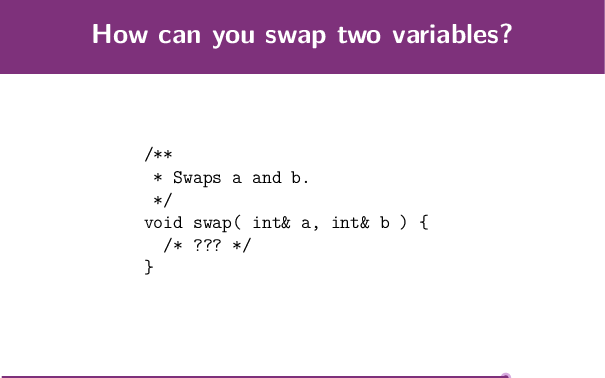 How can you swap two variables?
/**
 * Swaps a and b.
 */
void swap( int& a, int& b ) {
  /* ??? */
}